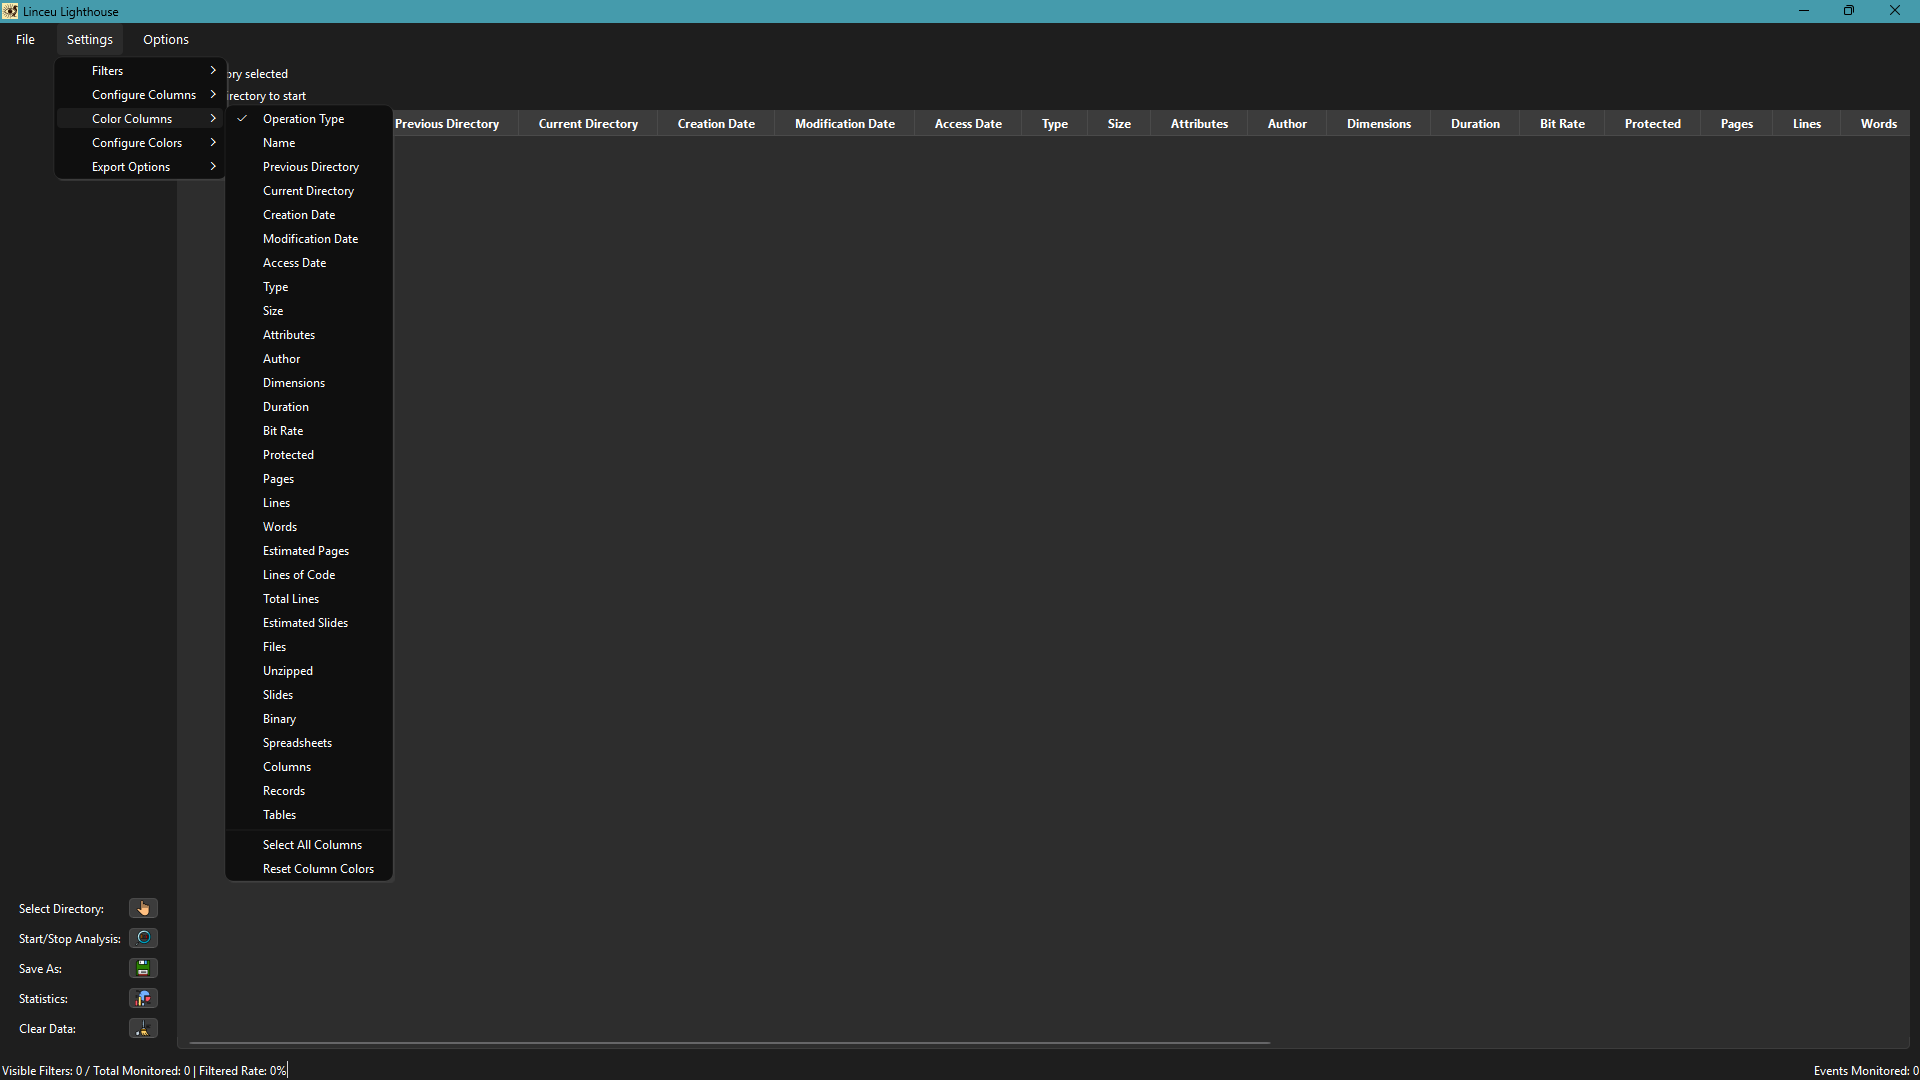 Linceu Lighthouse
File Settings Options
Filters
Configure Columns
Color Columns
Configure Colors
Export Options
ory selected
irectory to start
Previous Directory Current Directory Creation Date Modification Date Access Date Type Size Attributes Author Dimensions Duration Bit Rate Protected Pages Lines Words
Operation Type
Name
Previous Directory
Current Directory
Creation Date
Modification Date
Access Date
Type
Size
Attributes
Author
Dimensions
Duration
Bit Rate
Protected
Pages
Lines
Words
Estimated Pages
Lines of Code
Total Lines
Estimated Slides
Files
Unzipped
Slides
Binary
Spreadsheets
Columns
Records
Tables
Select All Columns
Reset Column Colors
Select Directory:
Start/Stop Analysis:
Save As:
Statistics:
Clear Data:
Visible Filters: 0 / Total Monitored: 0 | Filtered Rate: 0%
Events Monitored: 0